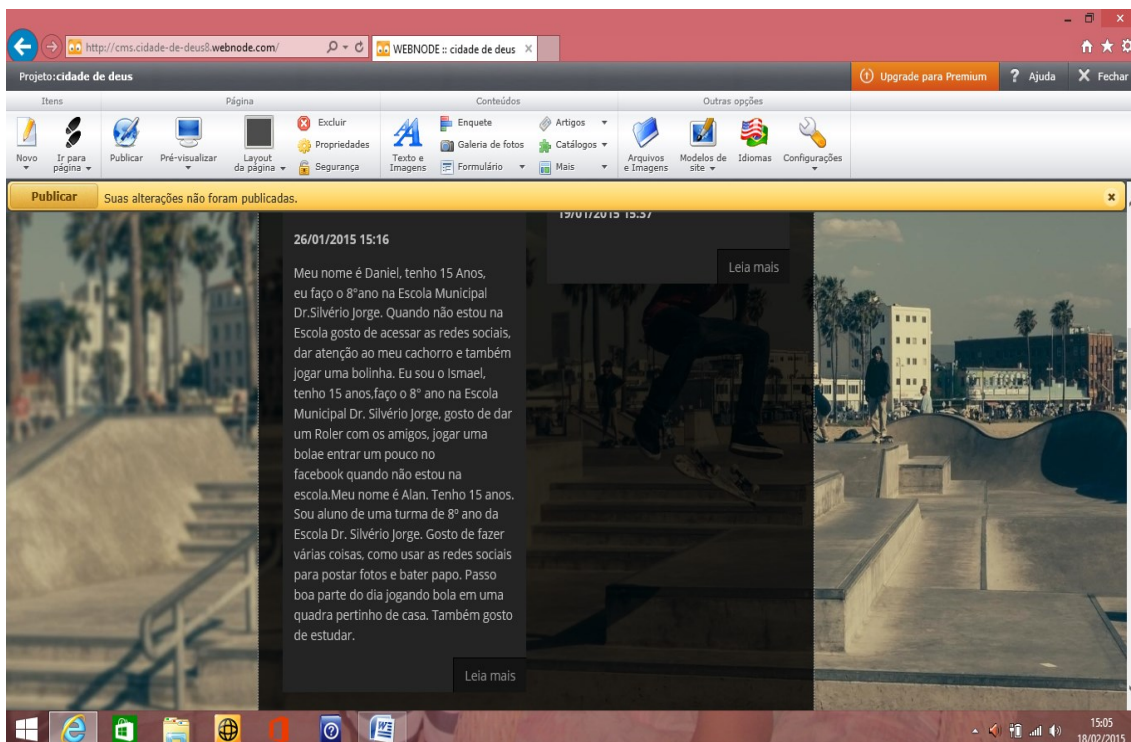 http://cms.cidade-de-deus8.webnode.com/
WEBNODE :: cidade de deus
Projeto:cidade de deus
Upgrade para Premium
? Ajuda
X Fechar
Itens
Página
Conteúdos
Outras opções
Novo
Ir para
página
Publicar
Pré-visualizar
Layout
da página
Excluir
Propriedades
Segurança
Texto e
Imagens
Enquete
Galeria de fotos
Formulário
Artigos
Catálogos
Mais
Arquivos
e Imagens
Modelos de
site
Idiomas
Configurações
Publicar
Suas alterações não foram publicadas.
26/01/2015 15:16
Meu nome é Daniel, tenho 15 Anos,
eu faço o 8°ano na Escola Municipal
Dr.Silvério Jorge. Quando não estou na
Escola gosto de acessar as redes sociais,
dar atenção ao meu cachorro e também
jogar uma bolinha. Eu sou o Ismael,
tenho 15 anos,faço o 8° ano na Escola
Municipal Dr. Silvério Jorge, gosto de dar
um Roler com os amigos, jogar uma
bolae entrar um pouco no
facebook quando não estou na
escola.Meu nome é Alan. Tenho 15 anos.
Sou aluno de uma turma de 8º ano da
Escola Dr. Silvério Jorge. Gosto de fazer
várias coisas, como usar as redes sociais
para postar fotos e bater papo. Passo
boa parte do dia jogando bola em uma
quadra pertinho de casa. Também gosto
de estudar.
Leia mais
19/01/2015 15:37
Leia mais
15:05
18/02/2015